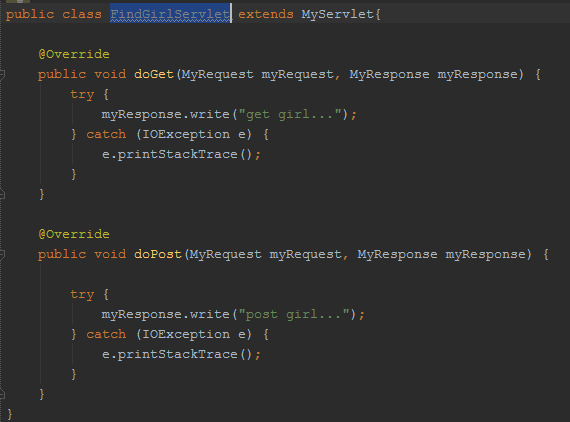 public class FindGirlServlet extends MyServlet{
@Override
public void doGet(MyRequest myRequest, MyResponse myResponse) {
try {
myResponse.write("get girl...");
} catch (IOException e) {
e.printStackTrace();
}
}
@Override
public void doPost(MyRequest myRequest, MyResponse myResponse) {
try {
myResponse.write("post girl...");
} catch (IOException e) {
e.printStackTrace();
}
}
}